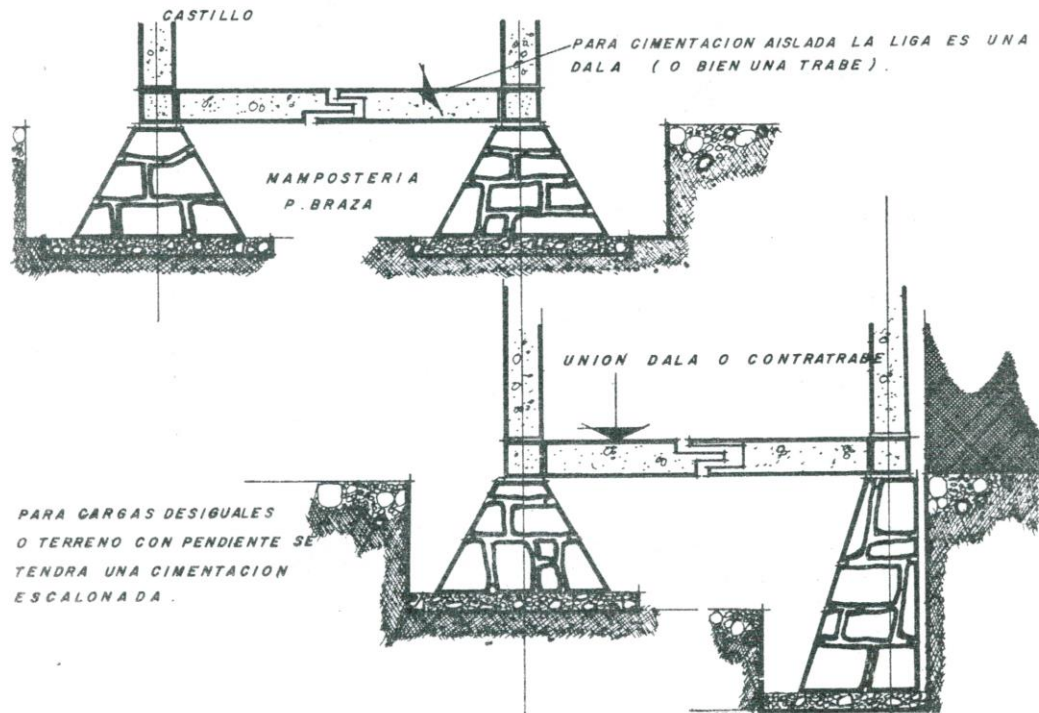 CASTILLO
PARA CIMENTACION AISLADA LA LIGA ES UNA
DALA ( O BIEN UNA TRABE ).
MAMPOSTERIA
P. BRAZA
UNION DALA O CONTRATRABE
PARA CARGAS DESIGUALES
O TERRENO CON PENDIENTE SE
TENDRA UNA CIMENTACION
ESCALONADA.